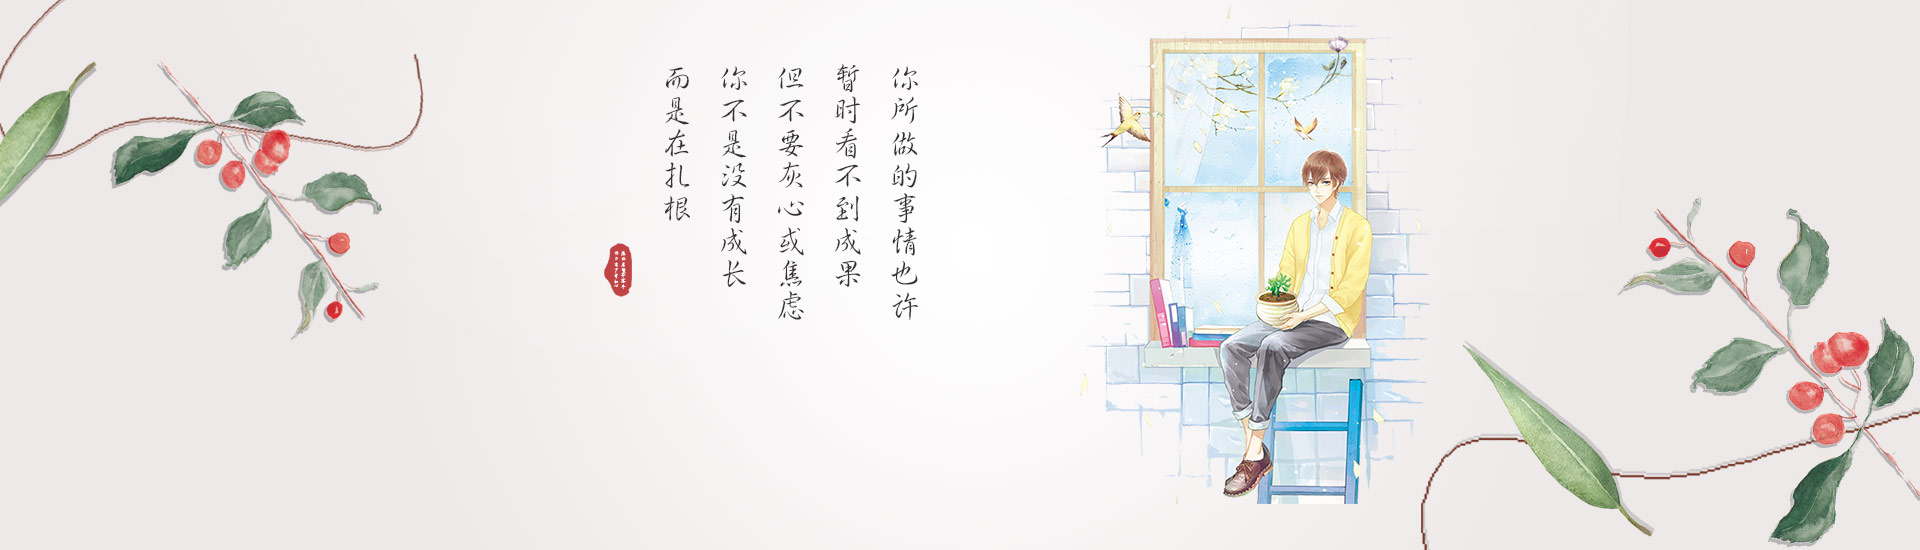 你所做的事情也许
暂时看不到成果
但不要灰心或焦虑
你不是没有成长
而是在扎根